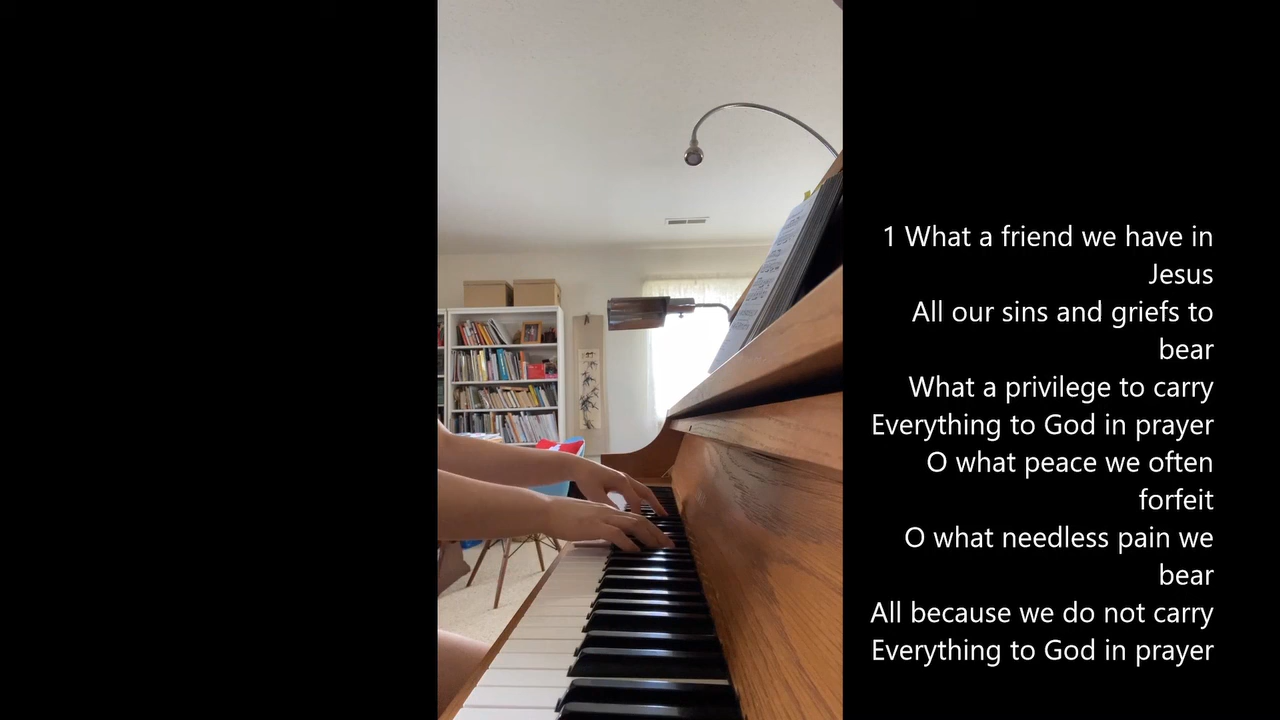 1 What a friend we have in
Jesus
All our sins and griefs to
bear
What a privilege to carry
Everything to God in prayer
O what peace we often
forfeit
O what needless pain we
bear
All because we do not carry
Everything to God in prayer